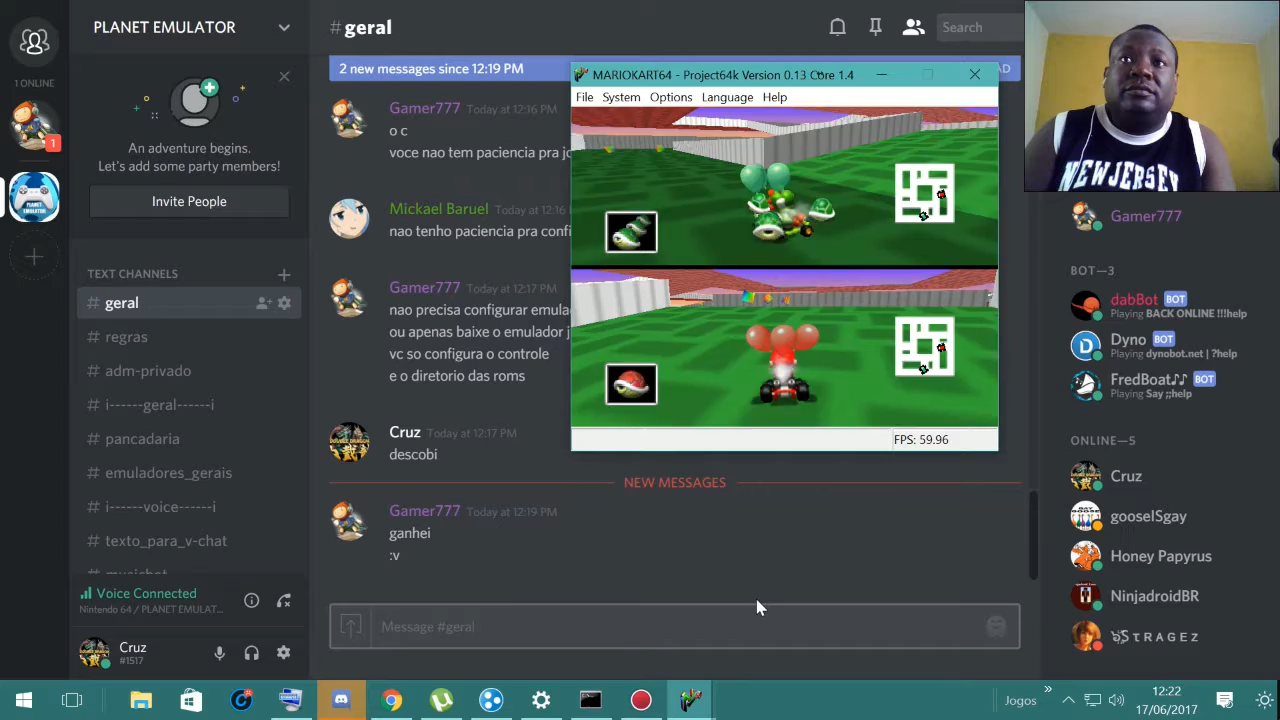 PLANET EMULATOR
1 ONLINE
1
An adventure begins.
Let's add some party members!
Invite People
TEXT CHANNELS
# geral
# regras
# adm-privado
# i------geral------i
# pancadaria
# emuladores_gerais
# i------voice------i
# texto_para_v-chat
Voice Connected
Nintendo 64 / PLANET EMULAT...
Cruz
#1517
#geral
Search
2 new messages since 12:19 PM
Gamer777 Today at 12:16 PM
o c
voce nao tem paciencia pra jo
Mickael Baruel Today at 12:16
nao tenho paciencia pra confi
Gamer777 Today at 12:17 PM
nao precisa configurar emulad
ou apenas baixe o emulador j
vc so configura o controle
e o diretorio das roms
Cruz Today at 12:17 PM
descobi
NEW MESSAGES
Gamer777 Today at 12:19 PM
ganhei
:v
Message #geral
MARIOKART64 - Project64k Version 0.13 Core 1.4
File System Options Language Help
FPS: 59.96
NEWJERSEY
Gamer777
BOT—3
dabBot BOT
Playing BACK ONLINE !!!help
Dyno BOT
Playing dynobot.net | ?help
FredBoat♪♪ BOT
Playing Say ;;help
ONLINE—5
Cruz
gooselSgay
Honey Papyrus
NinjadroidBR
Jogos
12:22
17/06/2017